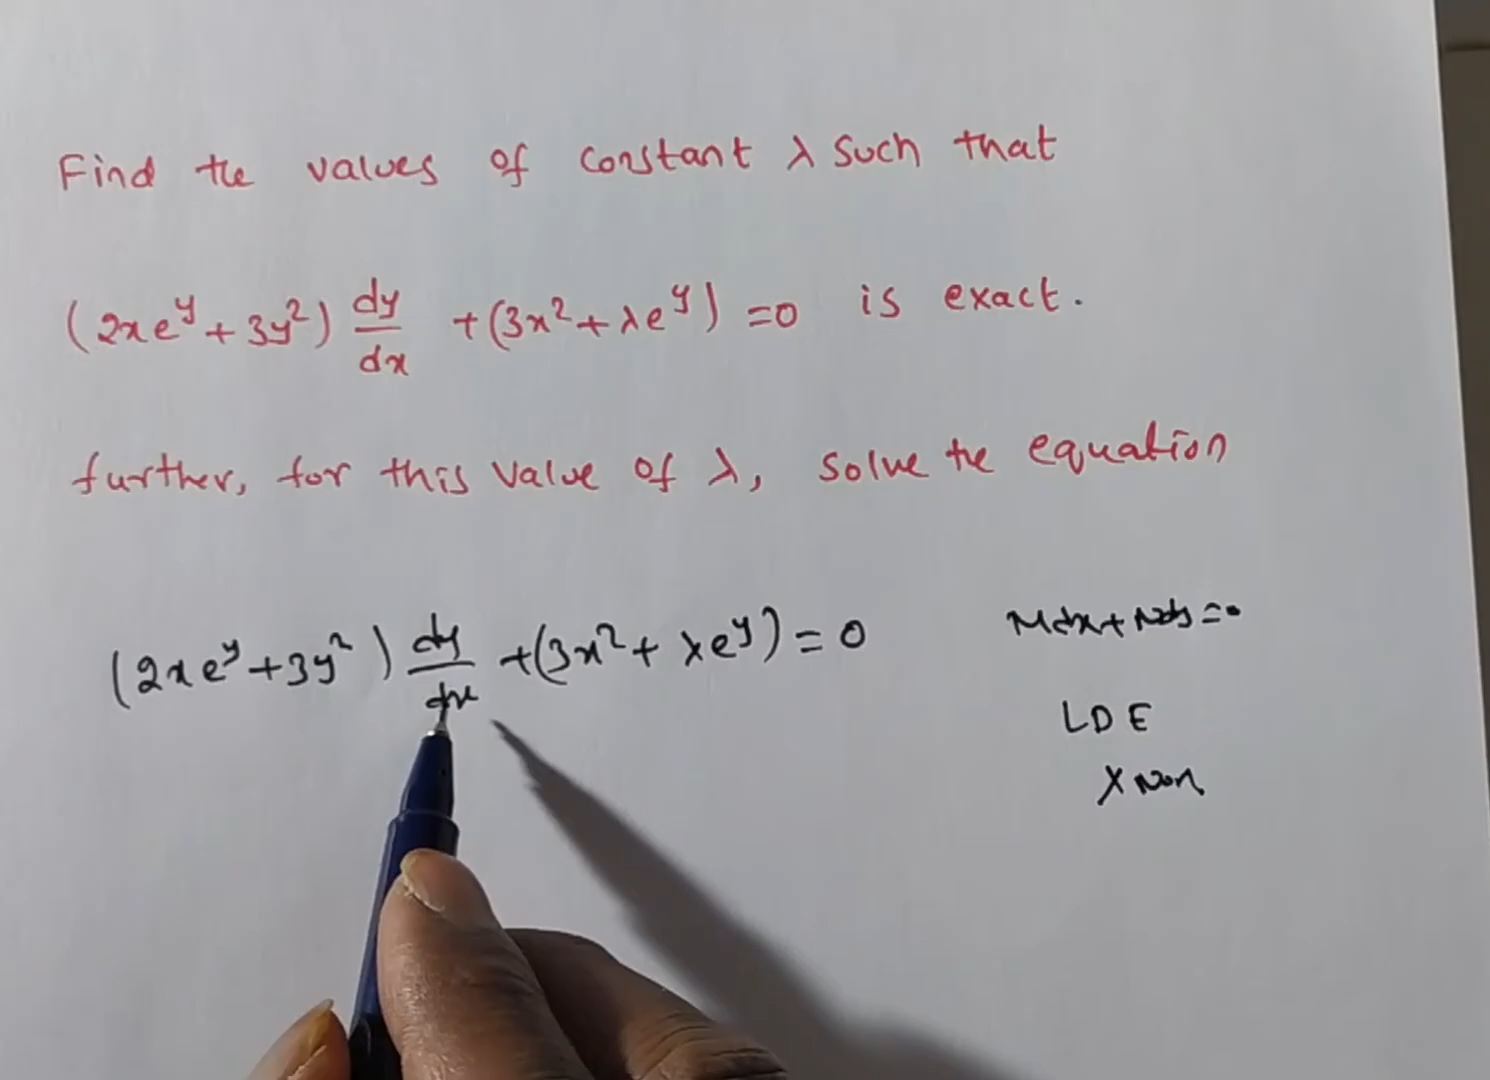 Find the values of constant λ such that
(2xe^y + 3y^2) dy/dx + (3x^2 + λe^y) = 0 is exact.
further, for this value of λ, solve the equation
(2xe^y + 3y^2) dy/dx + (3x^2 + λe^y) = 0
Mdx + Ndy = 0
LDE
X Non